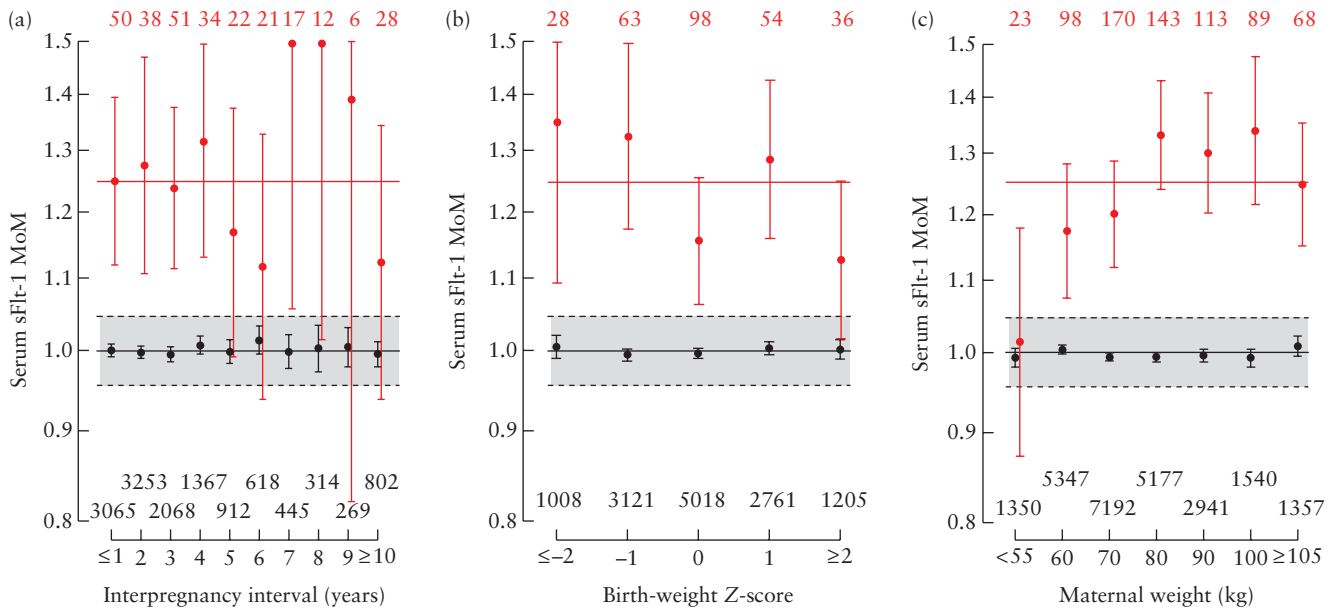 (a)
50 38 51 34 22 21 17 12 6 28
1.5
1.4
1.3
1.2
1.1
1.0
0.9
0.8
Serum sFlt-1 MoM
3253 1367 618 314 802
3065 2068 912 445 269
≤1 2 3 4 5 6 7 8 9 ≥10
Interpregnancy interval (years)
(b)
28 63 98 54 36
1.5
1.4
1.3
1.2
1.1
1.0
0.9
0.8
Serum sFlt-1 MoM
1008 3121 5018 2761 1205
≤−2 −1 0 1 ≥2
Birth-weight Z-score
(c)
23 98 170 143 113 89 68
1.5
1.4
1.3
1.2
1.1
1.0
0.9
0.8
Serum sFlt-1 MoM
5347 5177 1540
1350 7192 2941 1357
<55 60 70 80 90 100 ≥105
Maternal weight (kg)